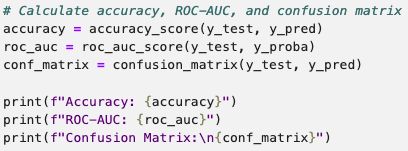 # Calculate accuracy, ROC-AUC, and confusion matrix
accuracy = accuracy_score(y_test, y_pred)
roc_auc = roc_auc_score(y_test, y_proba)
conf_matrix = confusion_matrix(y_test, y_pred)

print(f"Accuracy: {accuracy}")
print(f"ROC-AUC: {roc_auc}")
print(f"Confusion Matrix:\n{conf_matrix}")